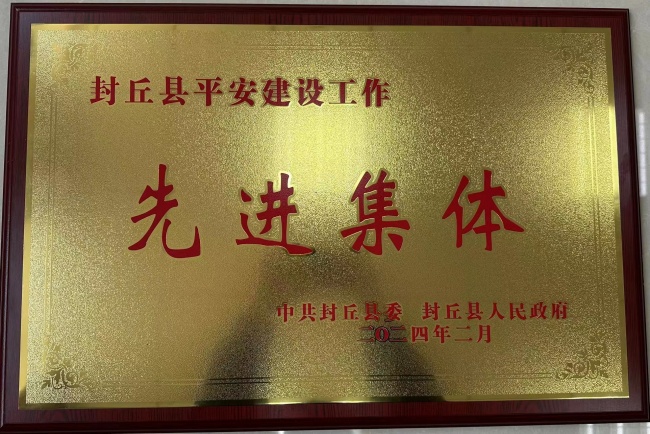 封丘县平安建设工作
先进集体
中共封丘县委 封丘县人民政府
二〇二四年二月